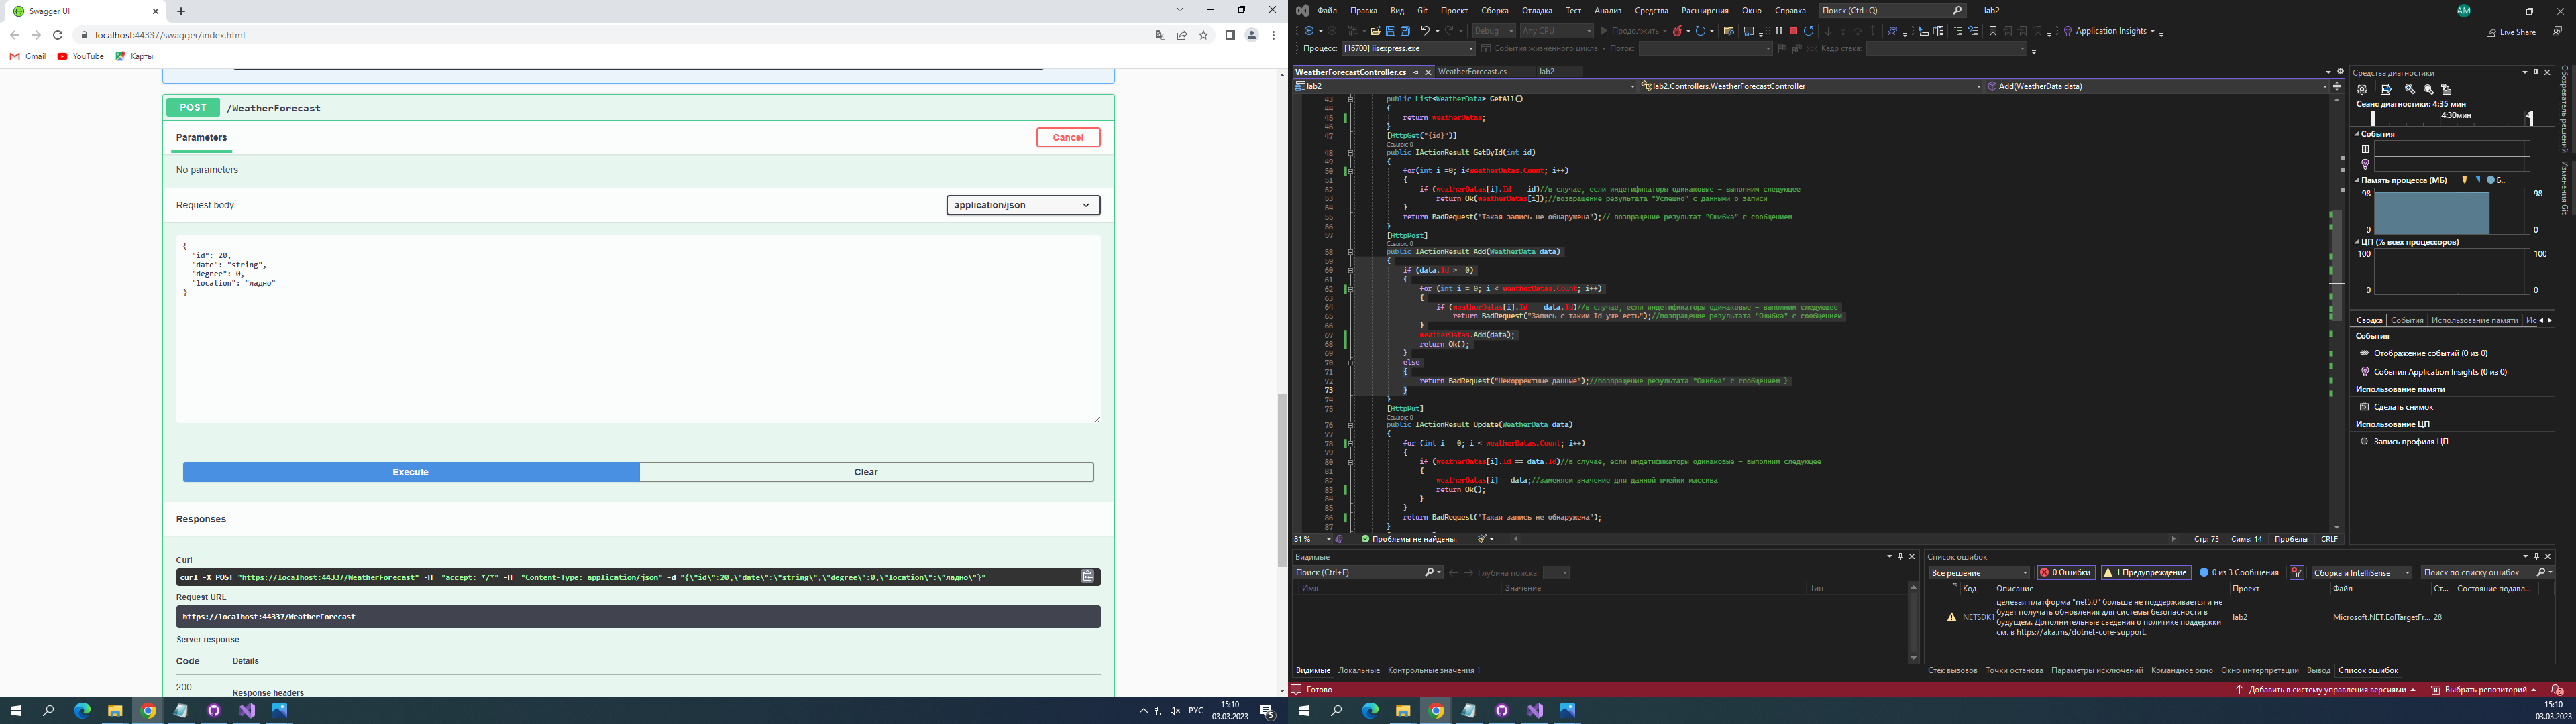 Swagger UI
localhost:44337/swagger/index.html
Gmail
YouTube
Карты
POST
/WeatherForecast
Parameters
Cancel
No parameters
Request body
application/json
{
"id": 20,
"date": "string",
"degree": 0,
"location": "ладно"
}
Execute
Clear
Responses
Curl
curl -X POST "https://localhost:44337/WeatherForecast" -H "accept: */*" -H "Content-Type: application/json" -d "{\"id\":20,\"date\":\"string\",\"degree\":0,\"location\":\"ладно\"}"
Request URL
https://localhost:44337/WeatherForecast
Server response
Code
Details
200
Response headers
РУС
15:10
03.03.2023
5
Файл Правка Вид Git Проект Сборка Отладка Тест Анализ Средства Расширения Окно Справка
Поиск (Ctrl+Q)
lab2
AM
Debug
Any CPU
Продолжить
Application Insights
Live Share
Процесс: [16700] iisexpress.exe
События жизненного цикла
Поток:
Кадр стека:
WeatherForecastController.cs
WeatherForecast.cs
lab2
lab2
lab2.Controllers.WeatherForecastController
Add(WeatherData data)
43 public List<WeatherData> GetAll()
44 {
45 return weatherDatas;
46 }
47 [HttpGet("{id}")]
Ссылок: 0
48 public IActionResult GetById(int id)
49 {
50 for(int i =0; i<weatherDatas.Count; i++)
51 {
52 if (weatherDatas[i].Id == id)//в случае, если индетификаторы одинаковые - выполним следующее
53 return Ok(weatherDatas[i]);//возвращение результата "Успешно" с данными о записи
54 }
55 return BadRequest("Такая запись не обнаружена");// возвращение результат "Ошибка" с сообщением
56 }
57 [HttpPost]
Ссылок: 0
58 public IActionResult Add(WeatherData data)
59 {
60 if (data.Id >= 0)
61 {
62 for (int i = 0; i < weatherDatas.Count; i++)
63 {
64 if (weatherDatas[i].Id == data.Id)//в случае, если индетификаторы одинаковые - выполним следующее
65 return BadRequest("Запись с таким Id уже есть");//возвращение результата "Ошибка" с сообщением
66 }
67 weatherDatas.Add(data);
68 return Ok();
69 }
70 else
71 {
72 return BadRequest("Некорректные данные");//возвращение результата "Ошибка" с сообщением }
73 }
74 }
75 [HttpPut]
Ссылок: 0
76 public IActionResult Update(WeatherData data)
77 {
78 for (int i = 0; i < weatherDatas.Count; i++)
79 {
80 if (weatherDatas[i].Id == data.Id)//в случае, если индетификаторы одинаковые - выполним следующее
81 {
82 weatherDatas[i] = data;//заменяем значение для данной ячейки массива
83 return Ok();
84 }
85 }
86 return BadRequest("Такая запись не обнаружена");
87 }
81 %
Проблемы не найдены.
Стр: 73
Симв: 14
Пробелы
CRLF
Средства диагностики
Сеанс диагностики: 4:35 мин
4:30мин
События
Память процесса (МБ)
Б...
98
98
0
0
ЦП (% всех процессоров)
100
100
0
0
Сводка События Использование памяти Ис
События
Отображение событий (0 из 0)
События Application Insights (0 из 0)
Использование памяти
Сделать снимок
Использование ЦП
Запись профиля ЦП
Обозреватель решений
Изменения Git
Видимые
Поиск (Ctrl+E)
Глубина поиска:
Имя
Значение
Тип
Видимые Локальные Контрольные значения 1
Список ошибок
Все решение
0 Ошибки
1 Предупреждение
0 из 3 Сообщения
Сборка и IntelliSense
Поиск по списку ошибок
Код Описание Проект Файл Ст... Состояние подавл...
NETSDK1
целевая платформа "net5.0" больше не поддерживается и не
будет получать обновления для системы безопасности в
будущем. Дополнительные сведения о политике поддержки
см. в https://aka.ms/dotnet-core-support.
lab2
Microsoft.NET.EolTargetFr...
28
Стек вызовов Точки останова Параметры исключений Командное окно Окно интерпретации Вывод Список ошибок
Готово
Добавить в систему управления версиями
Выбрать репозиторий
2
15:10
03.03.2023